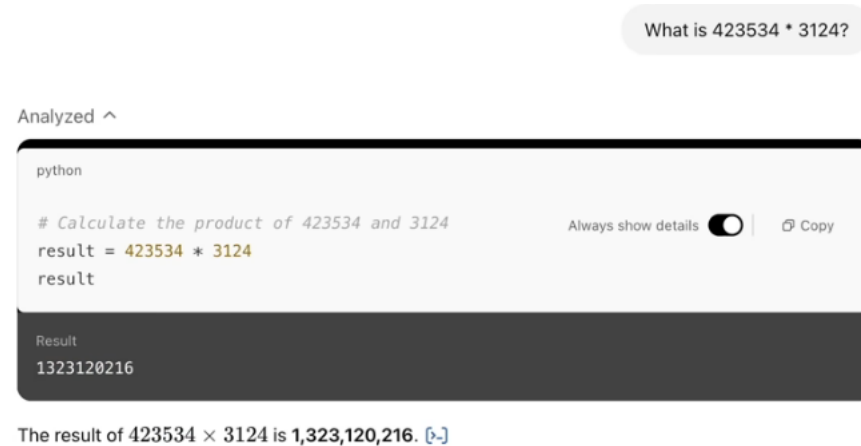 What is 423534 * 3124?
Analyzed
python
# Calculate the product of 423534 and 3124
Always show details
Copy
result = 423534 * 3124
result
Result
1323120216
The result of 423534 × 3124 is 1,323,120,216. [>-]